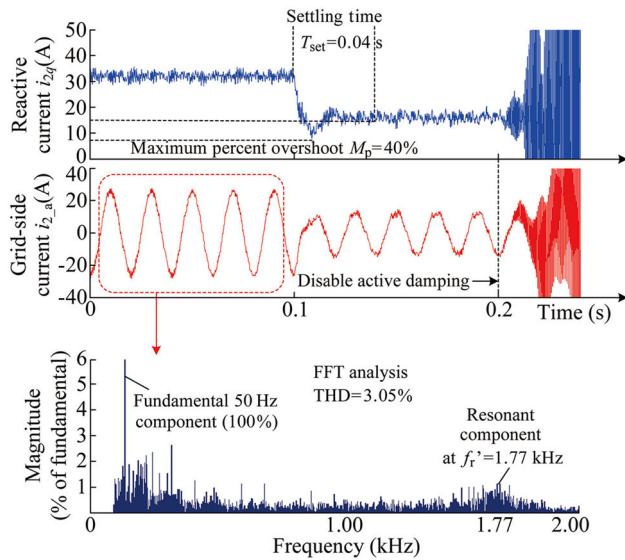 Settling time
T_set=0.04 s
Reactive
current i_2q(A)
50
40
30
20
10
0
Maximum percent overshoot M_p=40%
Grid-side
current i_2_a(A)
40
20
0
-20
-40
Disable active damping
0
0.1
0.2
Time (s)
Magnitude
(% of fundamental)
6
5
4
3
2
1
FFT analysis
THD=3.05%
Fundamental 50 Hz
component (100%)
Resonant
component
at f_r'=1.77 kHz
0
1.00
1.77
2.00
Frequency (kHz)